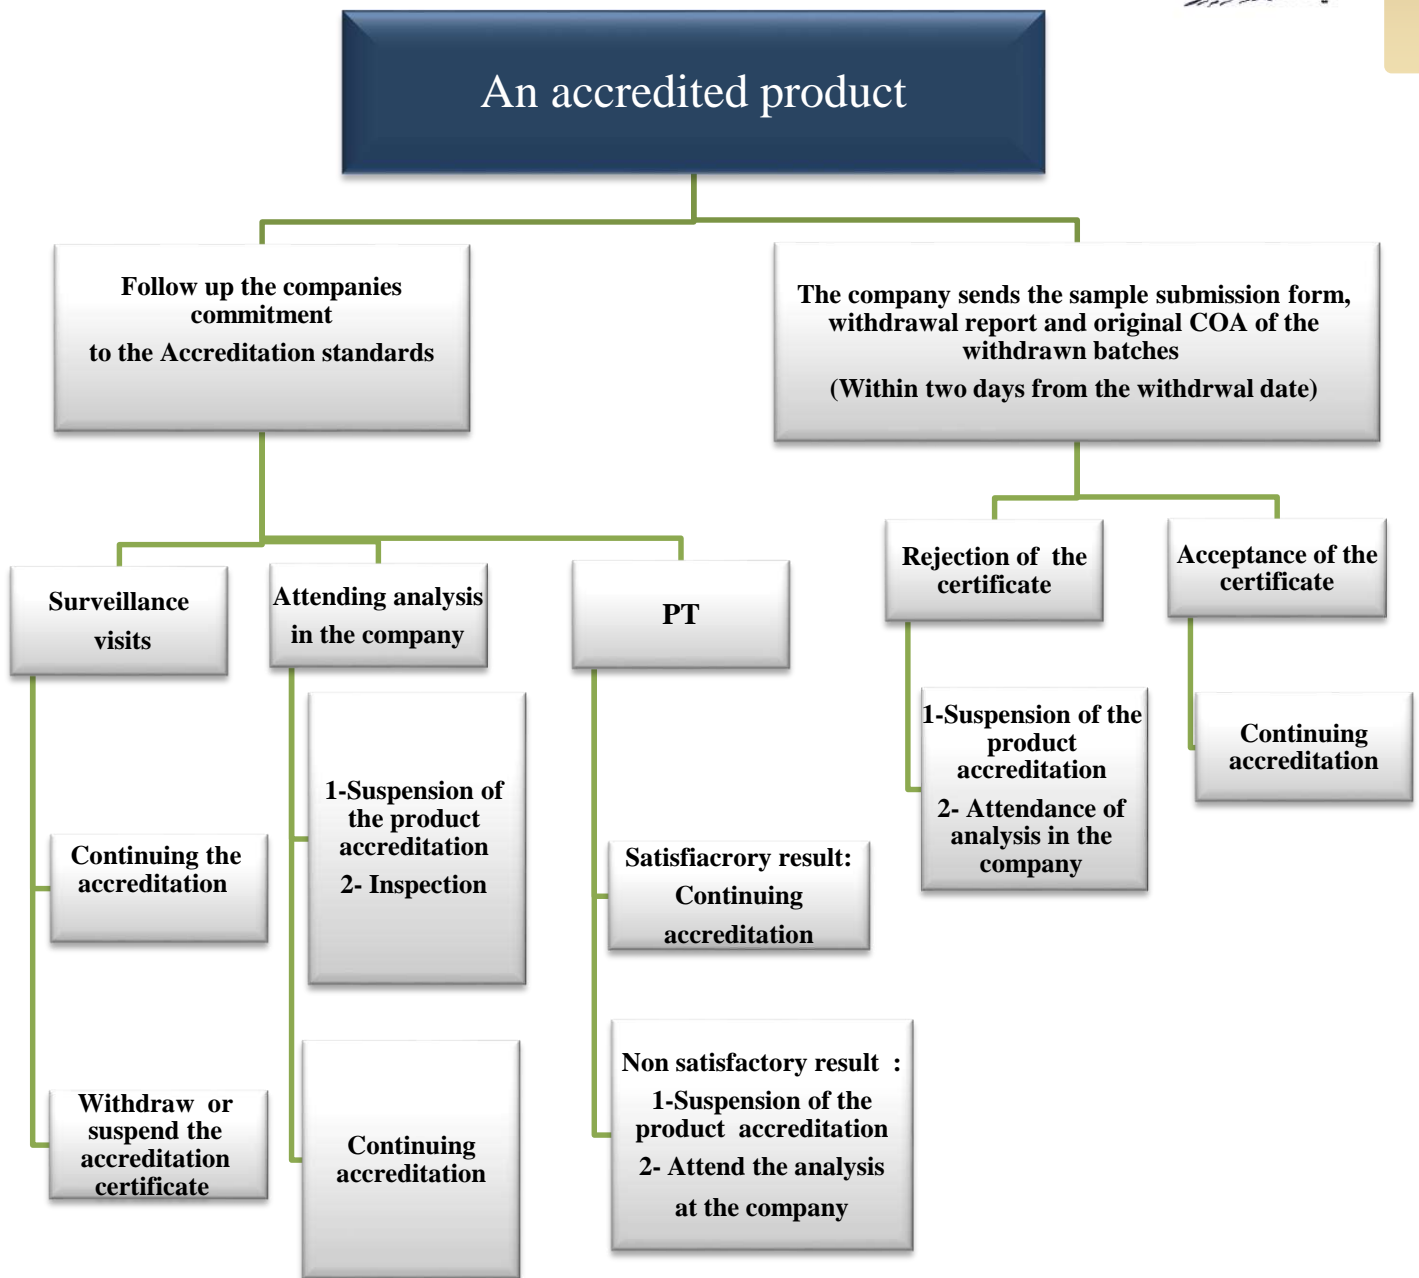 An accredited product
Follow up the companies
commitment
to the Accreditation standards
The company sends the sample submission form,
withdrawal report and original COA of the
withdrawn batches
(Within two days from the withdrwal date)
Surveillance
visits
Attending analysis
in the company
PT
Rejection of the
certificate
Acceptance of the
certificate
Continuing the
accreditation
Withdraw or
suspend the
accreditation
certificate
1-Suspension of
the product
accreditation
2- Inspection
Continuing
accreditation
Satisfiacrory result:
Continuing
accreditation
Non satisfactory result :
1-Suspension of the
product accreditation
2- Attend the analysis
at the company
1-Suspension of the
product
accreditation
2- Attendance of
analysis in the
company
Continuing
accreditation